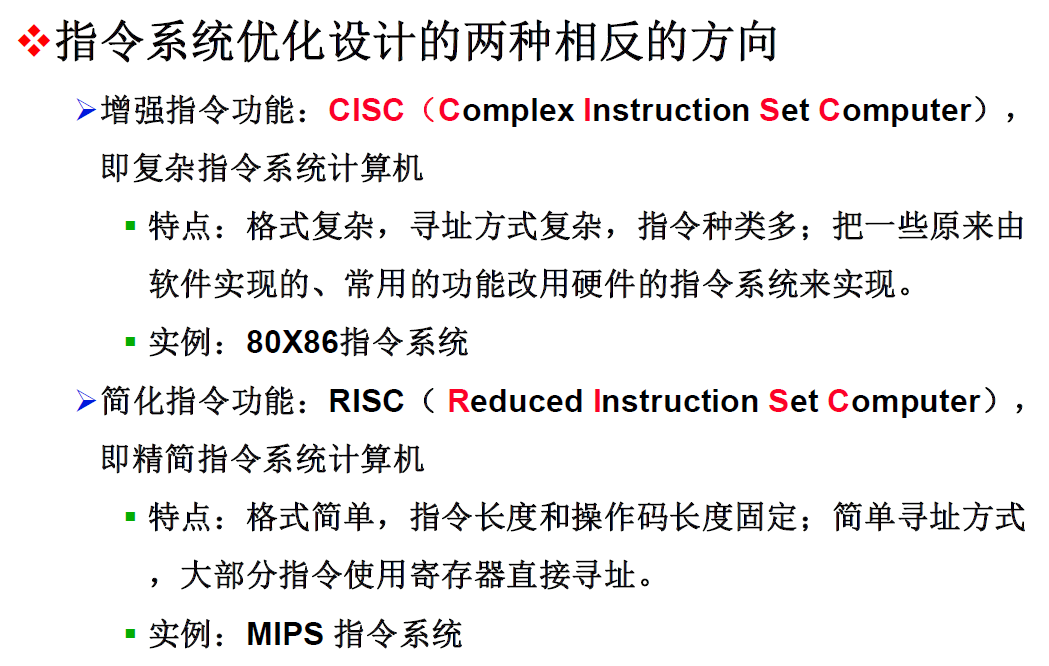 ❖指令系统优化设计的两种相反的方向
➢增强指令功能：CISC（Complex Instruction Set Computer），
即复杂指令系统计算机
▪ 特点：格式复杂，寻址方式复杂，指令种类多；把一些原来由
软件实现的、常用的功能改用硬件的指令系统来实现。
▪ 实例：80X86指令系统
➢简化指令功能：RISC（ Reduced Instruction Set Computer），
即精简指令系统计算机
▪ 特点：格式简单，指令长度和操作码长度固定；简单寻址方式
，大部分指令使用寄存器直接寻址。
▪ 实例：MIPS 指令系统